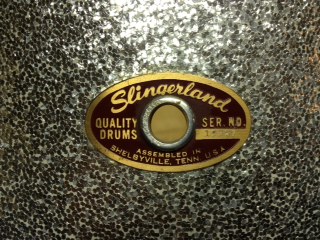 Slingerland
QUALITY DRUMS
SER. NO.
ASSEMBLED IN
SHELBYVILLE, TENN. U.S.A.